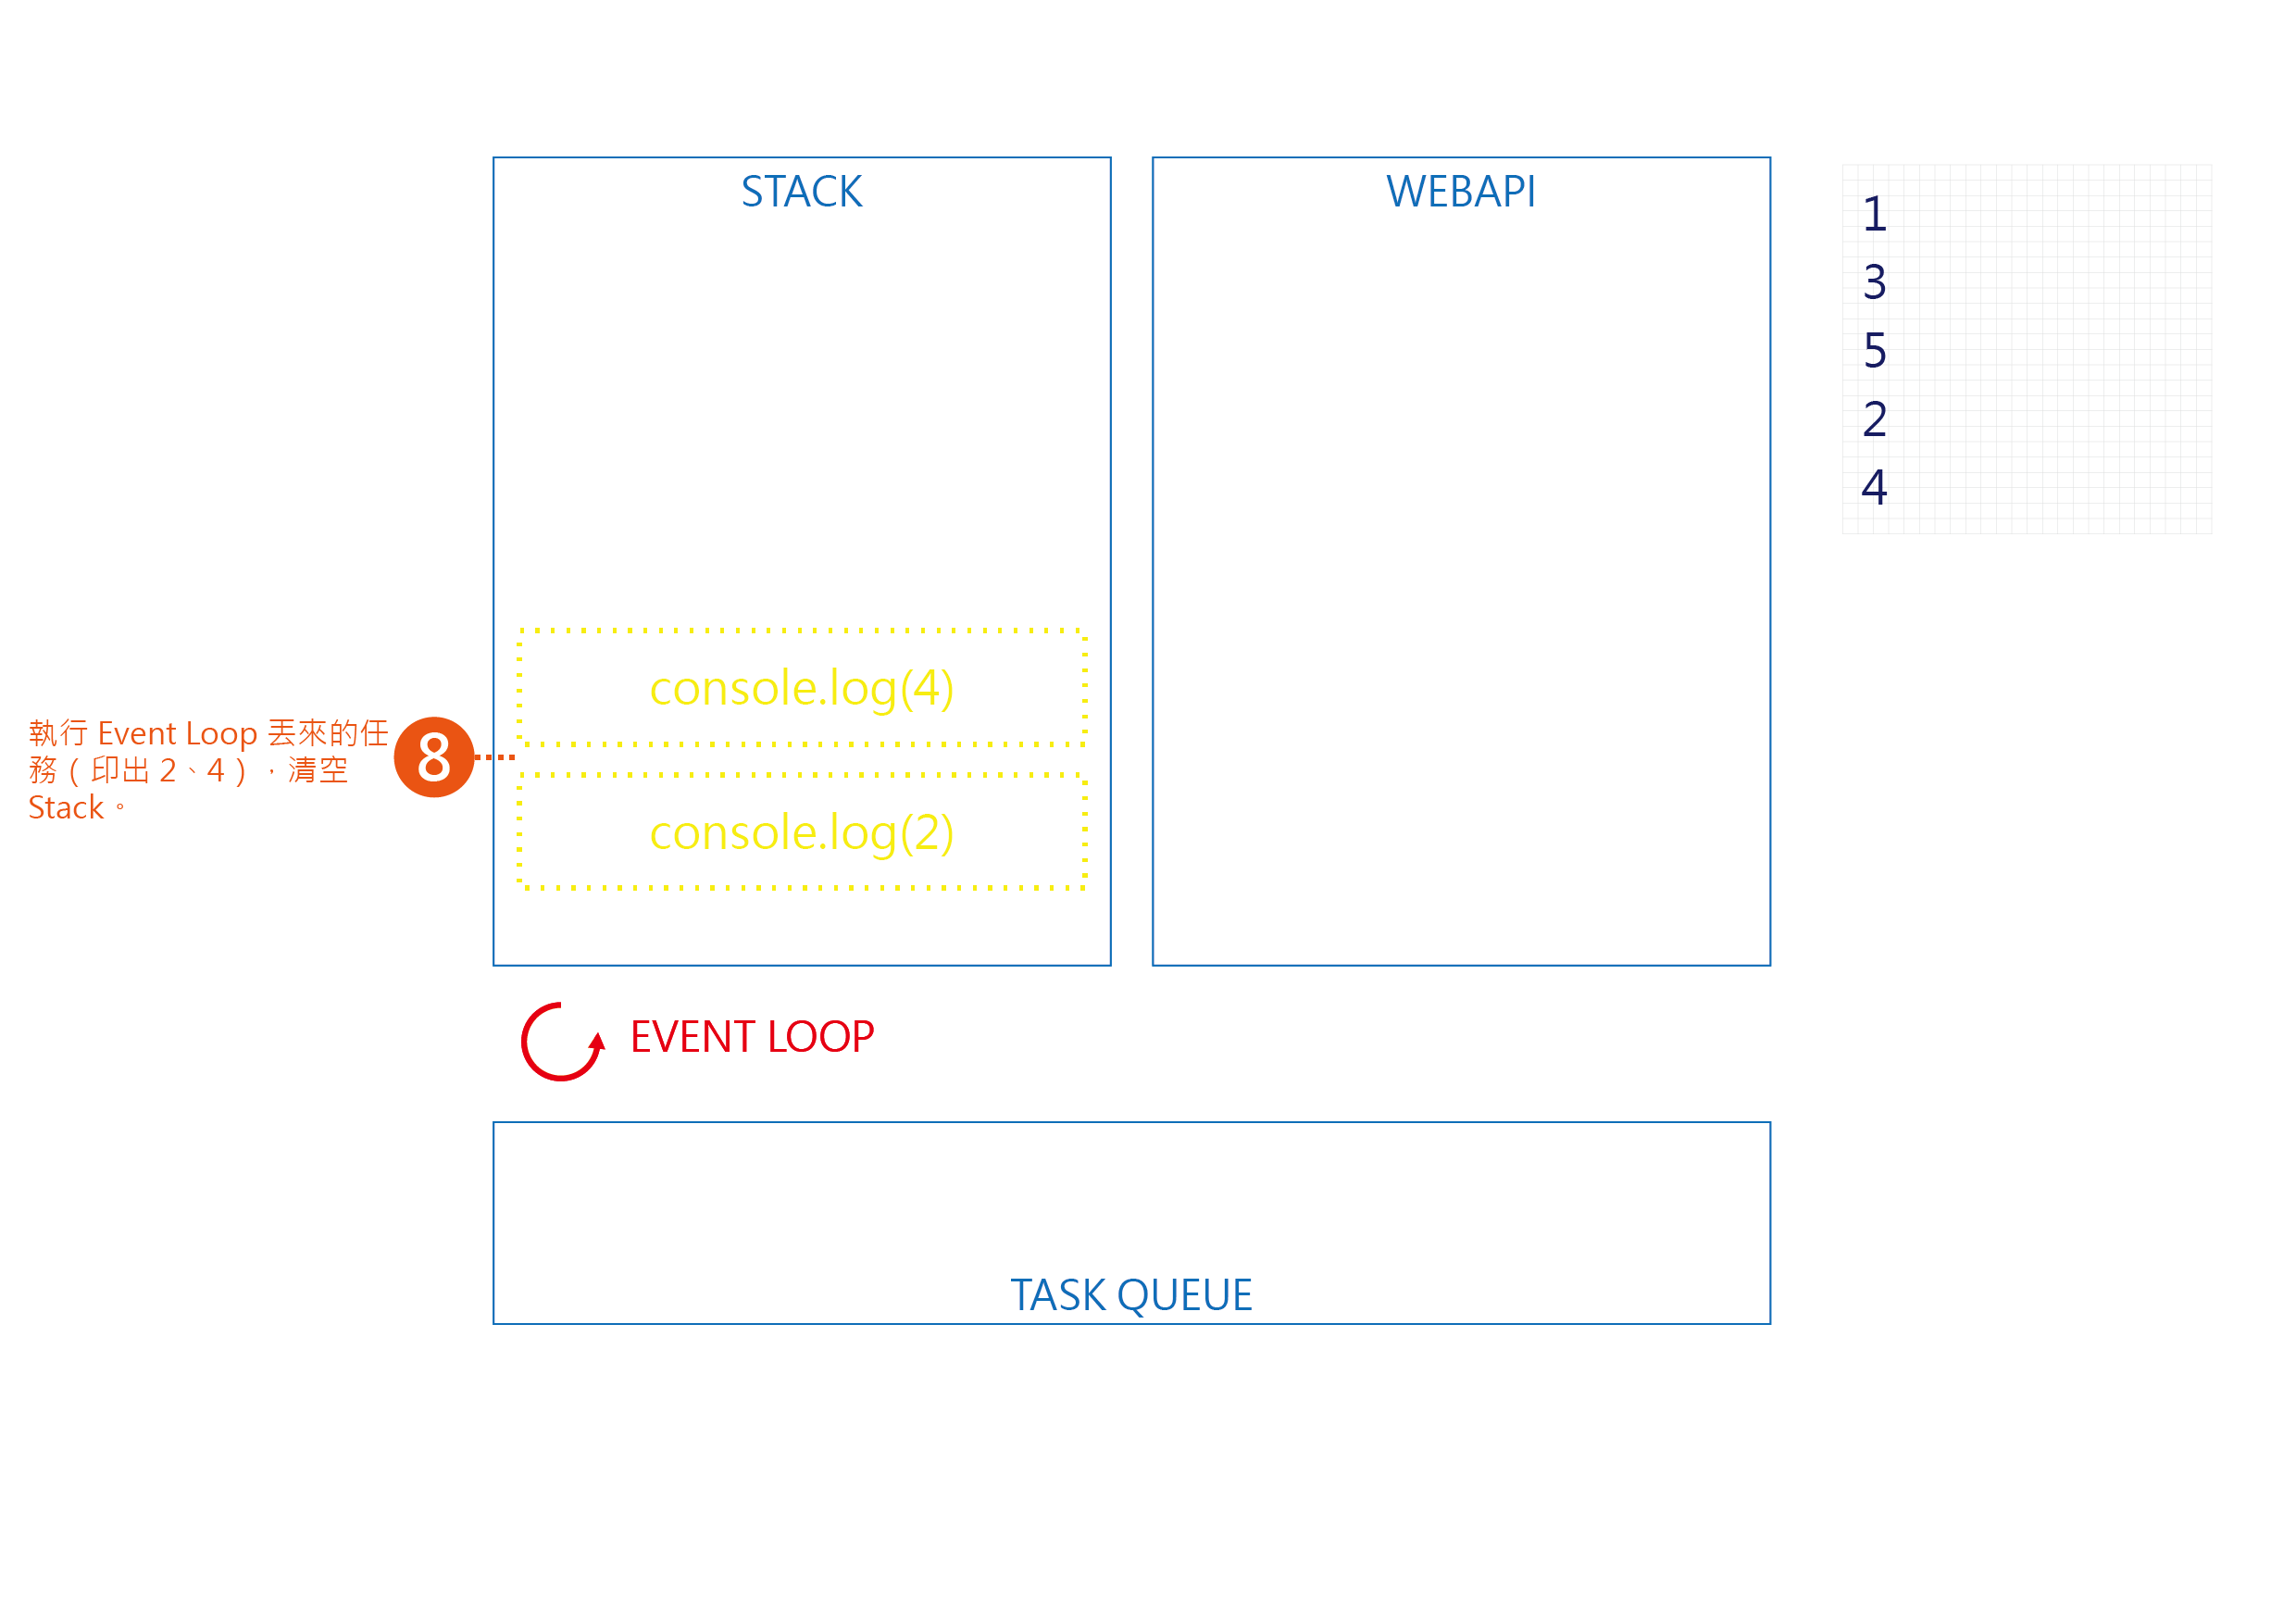 STACK
WEBAPI
1
3
5
2
4
console.log(4)
執行 Event Loop 丟來的任
務（印出 2、4），清空
Stack。
8
console.log(2)
EVENT LOOP
TASK QUEUE